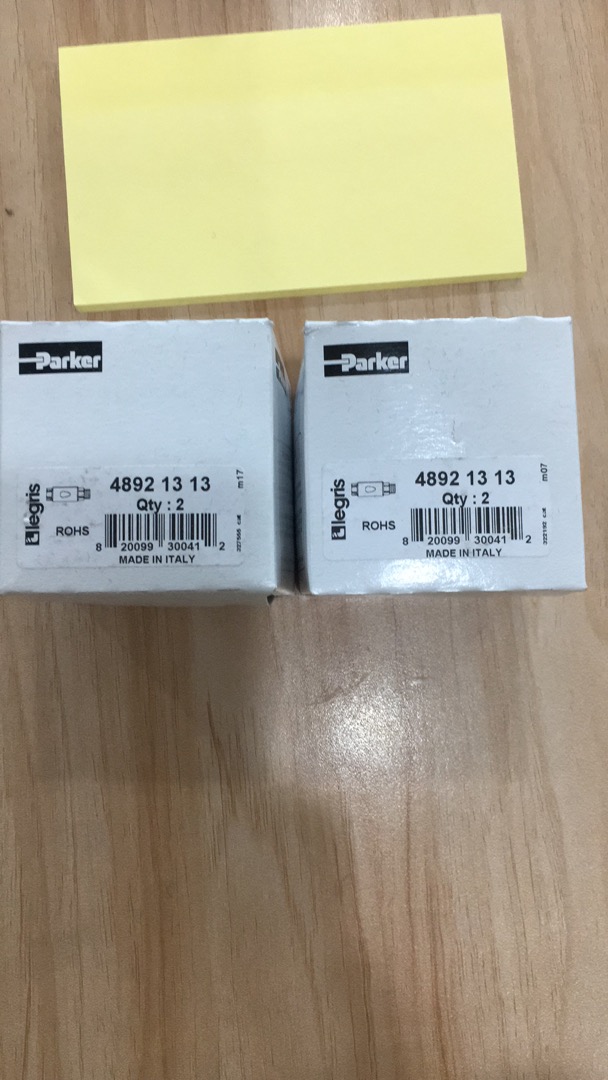 Parker
4892 13 13
Qty : 2
m17
legris
ROHS
8 20099 30041 2
MADE IN ITALY
Parker
4892 13 13
Qty : 2
m07
legris
ROHS
8 20099 30041 2
MADE IN ITALY